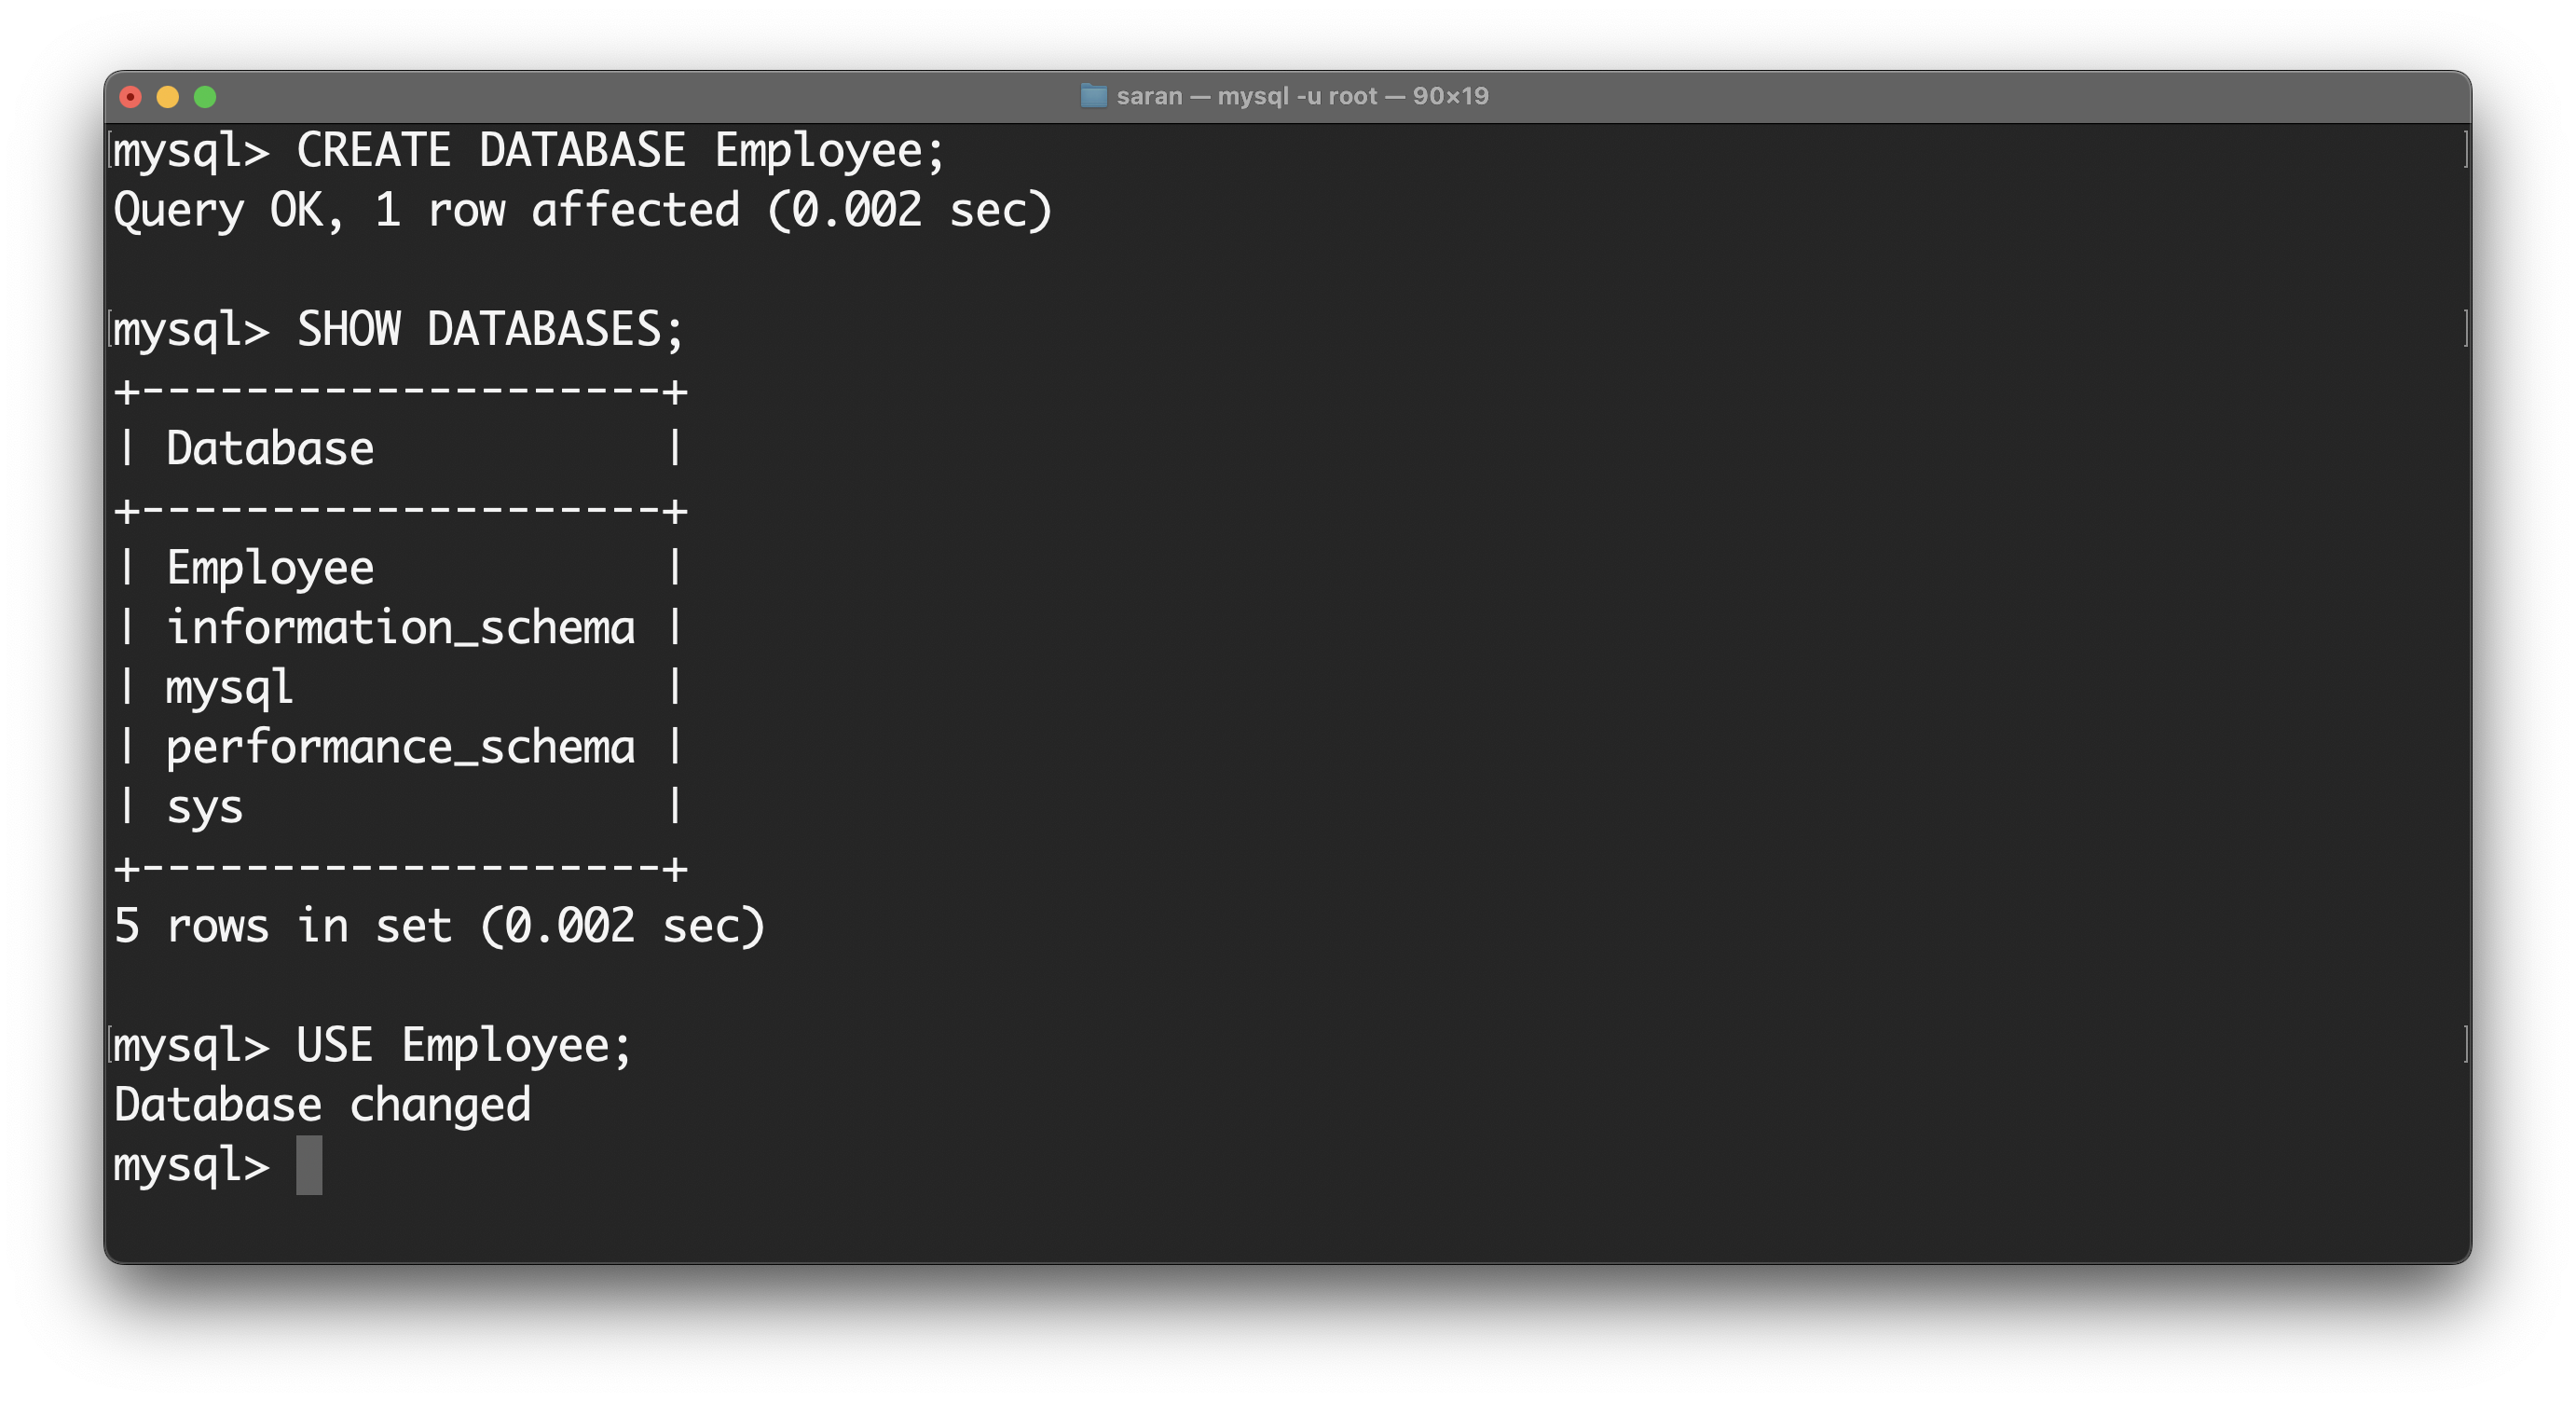 saran — mysql -u root — 90×19
mysql> CREATE DATABASE Employee;
Query OK, 1 row affected (0.002 sec)
mysql> SHOW DATABASES;
+--------------------+
| Database           |
+--------------------+
| Employee           |
| information_schema |
| mysql              |
| performance_schema |
| sys                |
+--------------------+
5 rows in set (0.002 sec)
mysql> USE Employee;
Database changed
mysql>